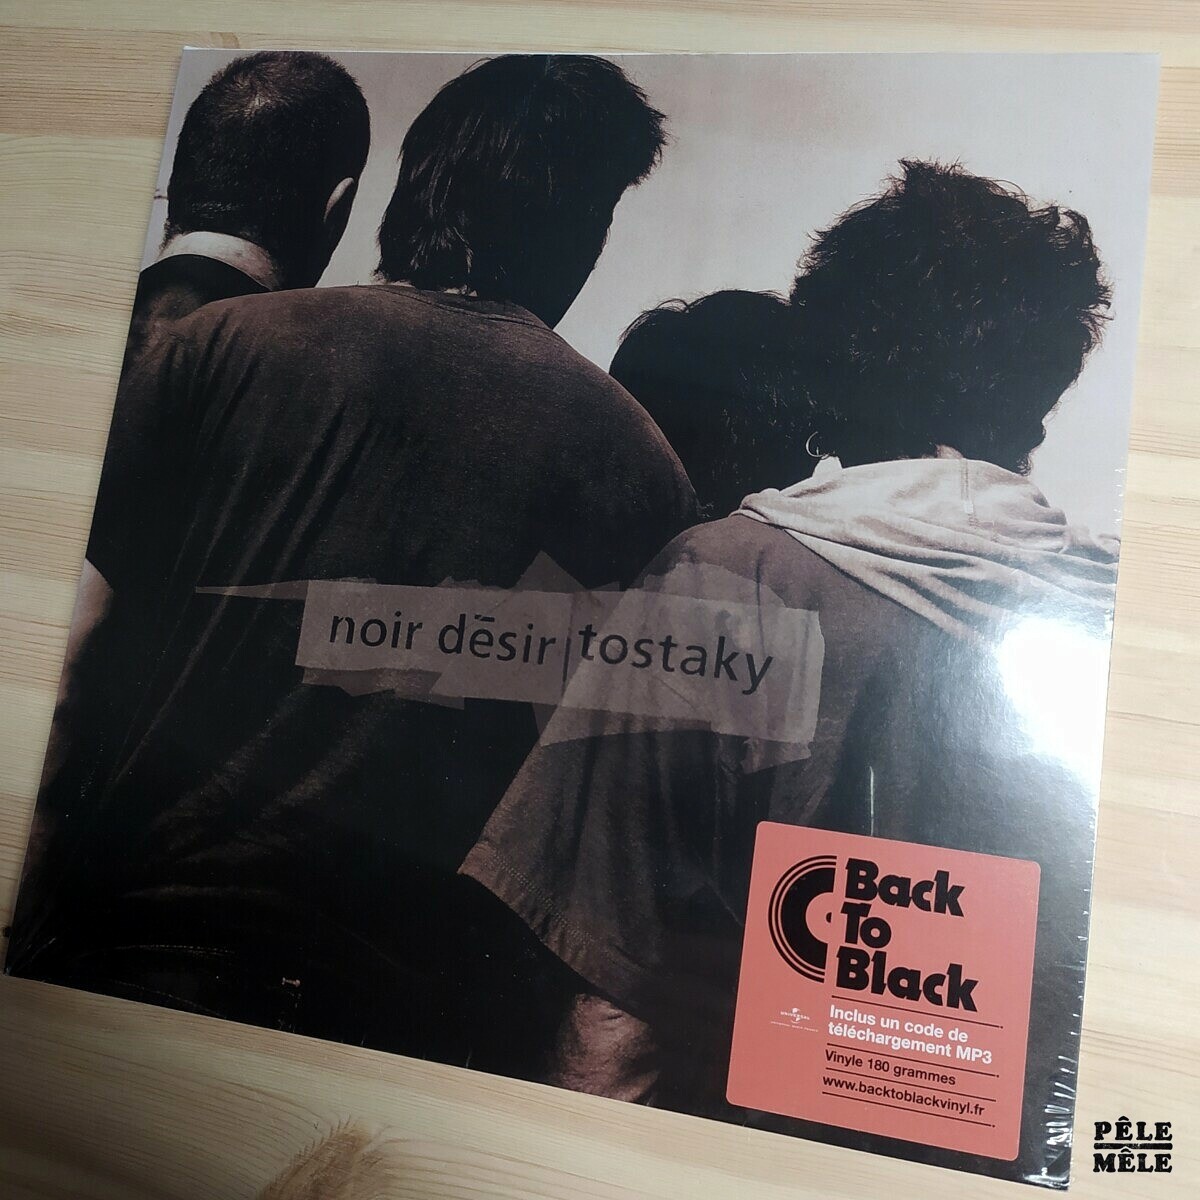 noir dēsir tostaky
Back
To
Black
UNIVERSAL
Inclus un code de
téléchargement MP3
Vinyle 180 grammes
www.backtoblackvinyl.fr
PÊLE
MÊLE